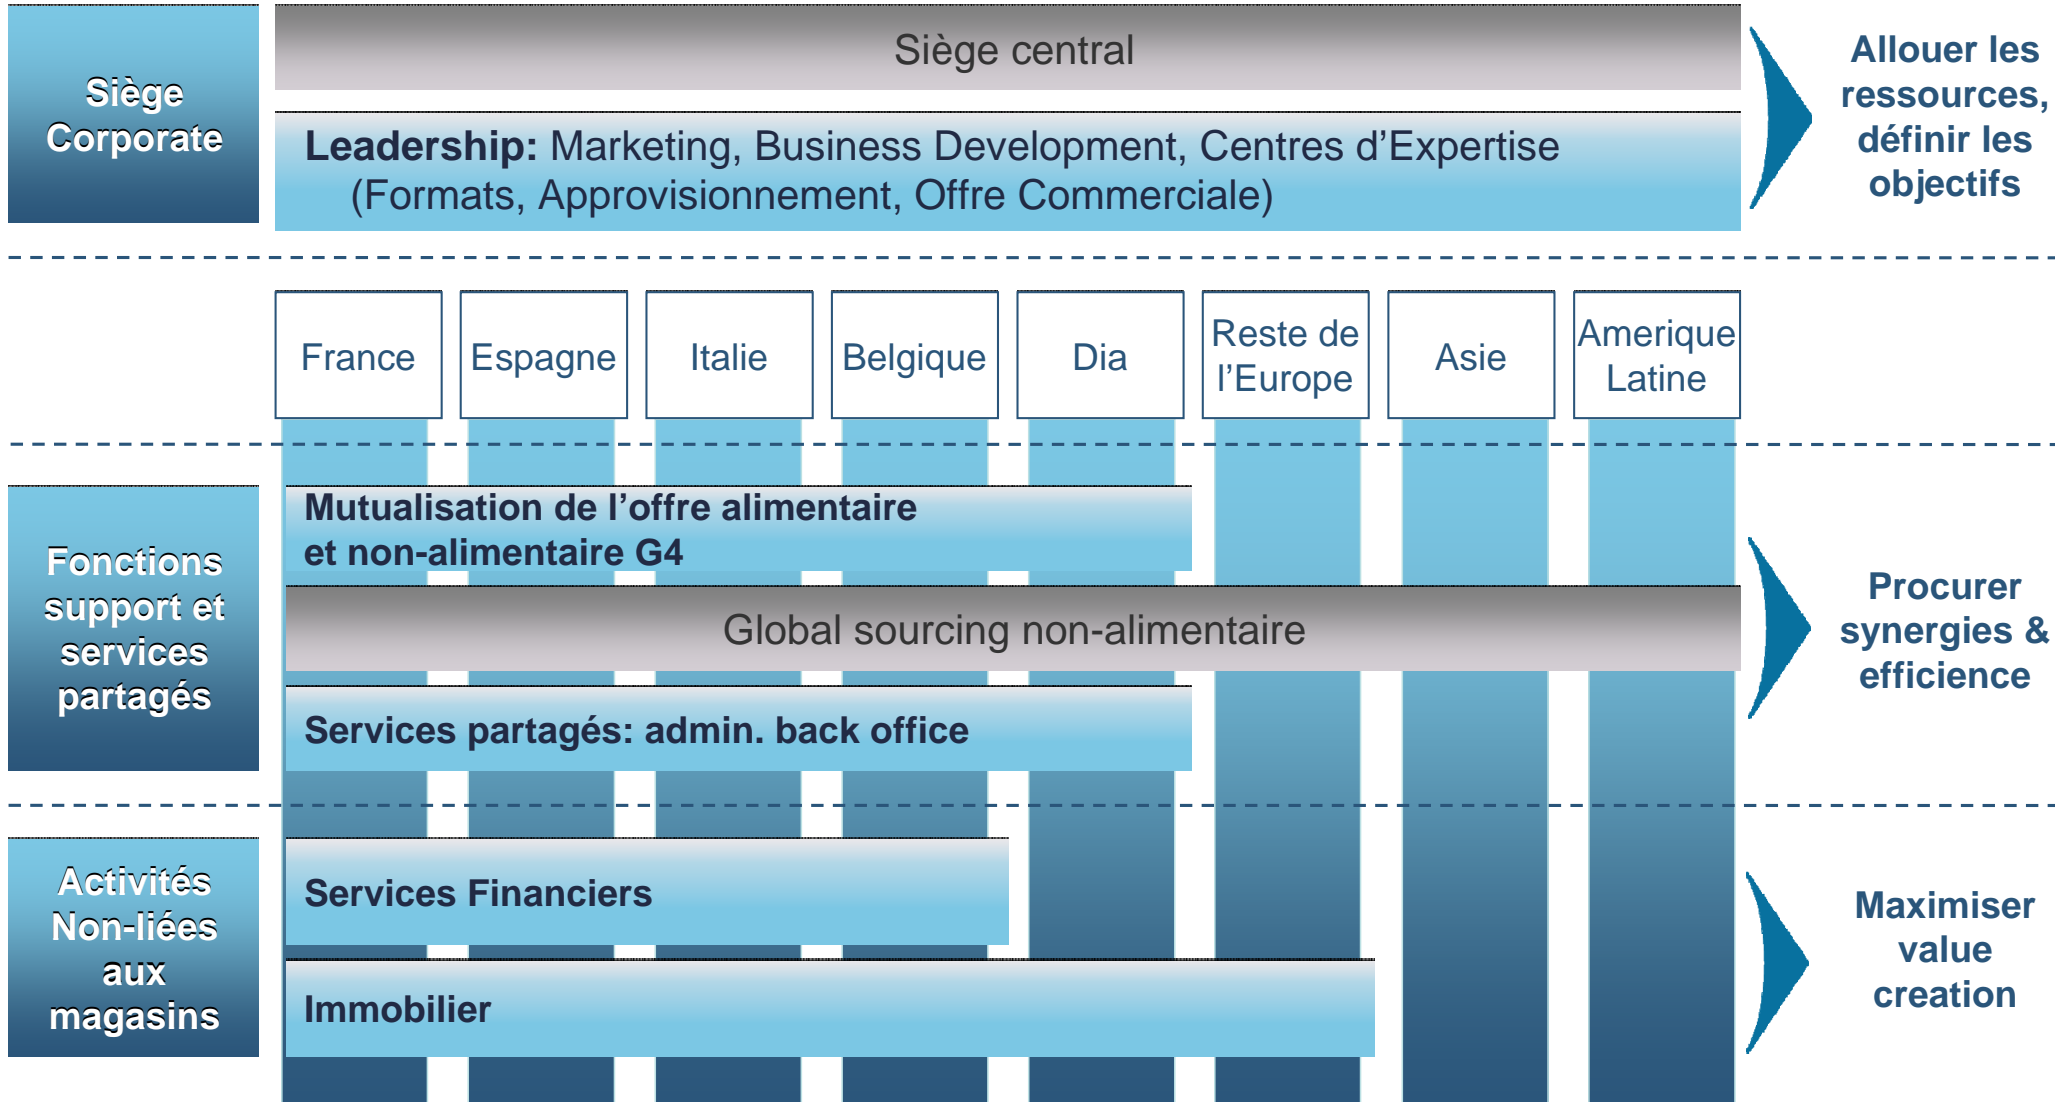 Siège
Corporate
Siège central
Leadership: Marketing, Business Development, Centres d’Expertise
(Formats, Approvisionnement, Offre Commerciale)
Allouer les
ressources,
définir les
objectifs
France
Espagne
Italie
Belgique
Dia
Reste de
l’Europe
Asie
Amerique
Latine
Fonctions
support et
services
partagés
Mutualisation de l’offre alimentaire
et non-alimentaire G4
Global sourcing non-alimentaire
Services partagés: admin. back office
Procurer
synergies &
efficience
Activités
Non-liées
aux
magasins
Services Financiers
Immobilier
Maximiser
value
creation